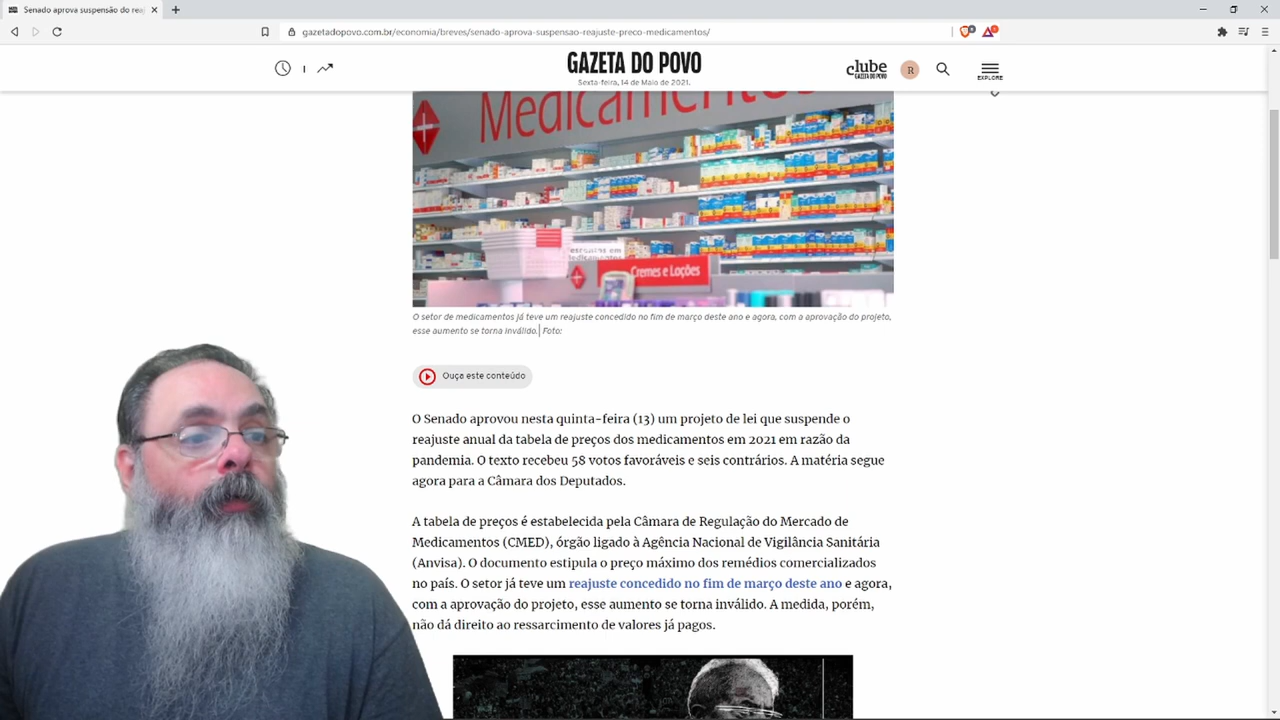 Senado aprova suspensão do rea
gazetadopovo.com.br/economia/breves/senado-aprova-suspensao-reajuste-preco-medicamentos/
GAZETA DO POVO
Sexta-feira, 14 de Maio de 2021.
clube
GAZETA DO POVO
R
EXPLORE
Medicamentos
Cremes e Loções
O setor de medicamentos já teve um reajuste concedido no fim de março deste ano e agora, com a aprovação do projeto,
esse aumento se torna inválido.| Foto:
Ouça este conteúdo
O Senado aprovou nesta quinta-feira (13) um projeto de lei que suspende o
reajuste anual da tabela de preços dos medicamentos em 2021 em razão da
pandemia. O texto recebeu 58 votos favoráveis e seis contrários. A matéria segue
agora para a Câmara dos Deputados.
A tabela de preços é estabelecida pela Câmara de Regulação do Mercado de
Medicamentos (CMED), órgão ligado à Agência Nacional de Vigilância Sanitária
(Anvisa). O documento estipula o preço máximo dos remédios comercializados
no país. O setor já teve um reajuste concedido no fim de março deste ano e agora,
com a aprovação do projeto, esse aumento se torna inválido. A medida, porém,
não dá direito ao ressarcimento de valores já pagos.